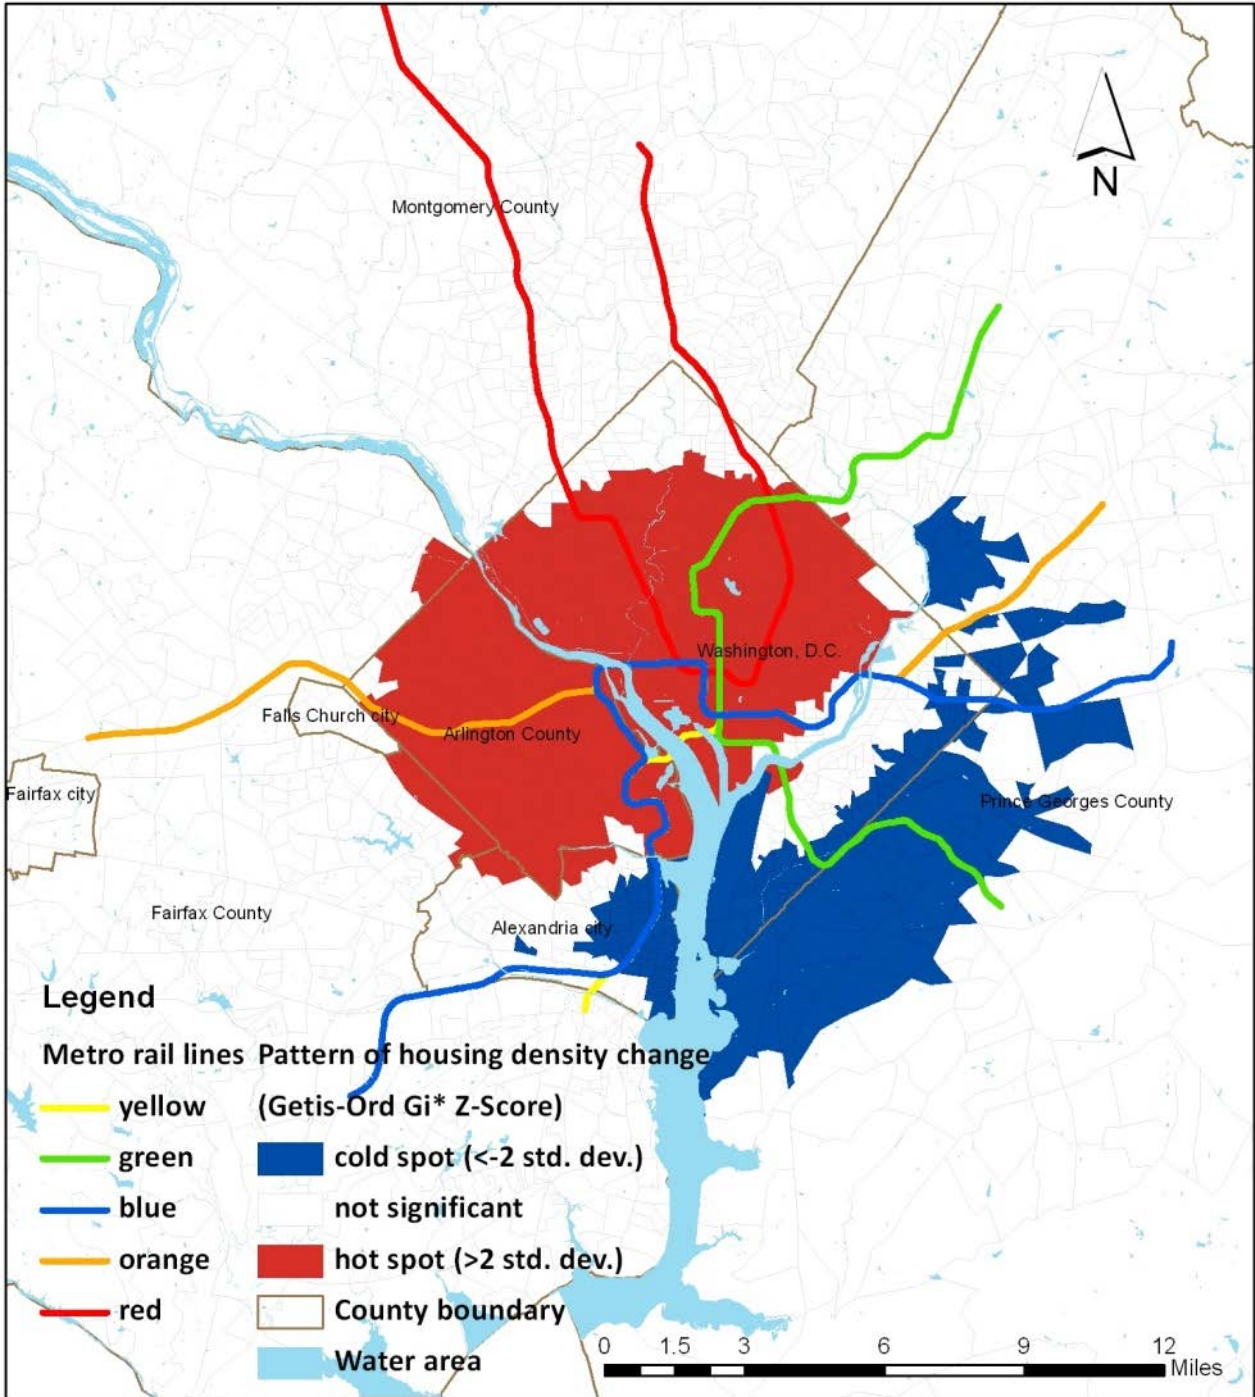 N
Montgomery County
Washington, D.C.
Falls Church city
Arlington County
Fairfax city
Prince Georges County
Fairfax County
Alexandria city
Legend
Metro rail lines Pattern of housing density change
yellow (Getis-Ord Gi* Z-Score)
green cold spot (<-2 std. dev.)
blue not significant
orange hot spot (>2 std. dev.)
red County boundary
Water area
0 1.5 3 6 9 12
Miles